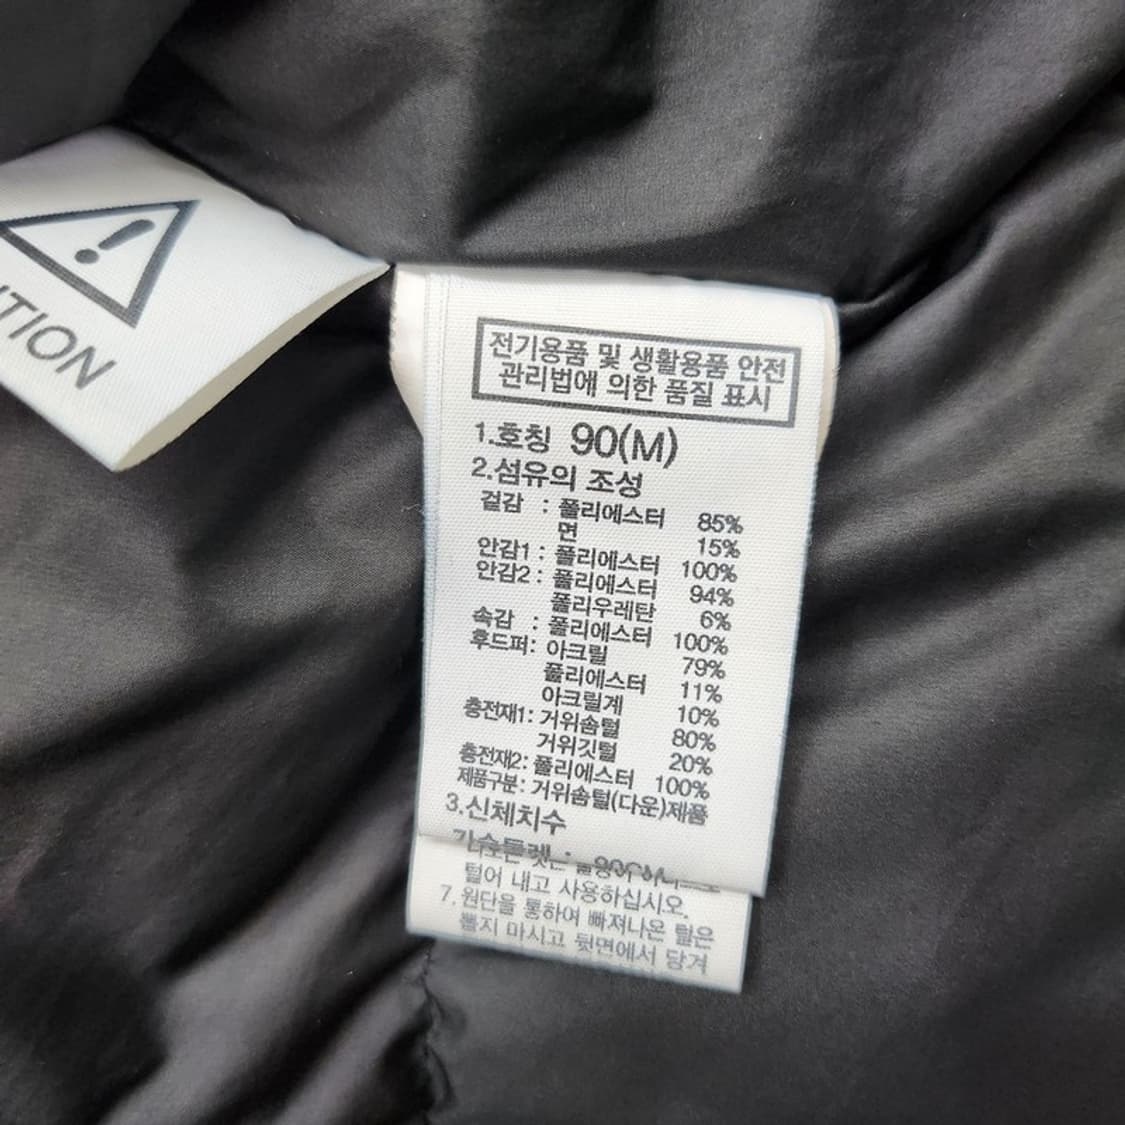 TION
전기용품 및 생활용품 안전
관리법에 의한 품질 표시
1.호칭 90(M)
2.섬유의 조성
겉감 : 폴리에스터 85%
면 15%
안감1 : 폴리에스터 100%
안감2 : 폴리에스터 94%
폴리우레탄 6%
속감 : 폴리에스터 100%
후드퍼: 아크릴 79%
폴리에스터 11%
아크릴계 10%
충전재1: 거위솜털 80%
거위깃털 20%
충전재2: 폴리에스터 100%
제품구분: 거위솜털(다운)제품
3.신체치수
가슴둘레 : 90CM
털어 내고 사용하십시오.
7. 원단을 통하여 빠져나온 털은
뽑지 마시고 뒷면에서 당겨